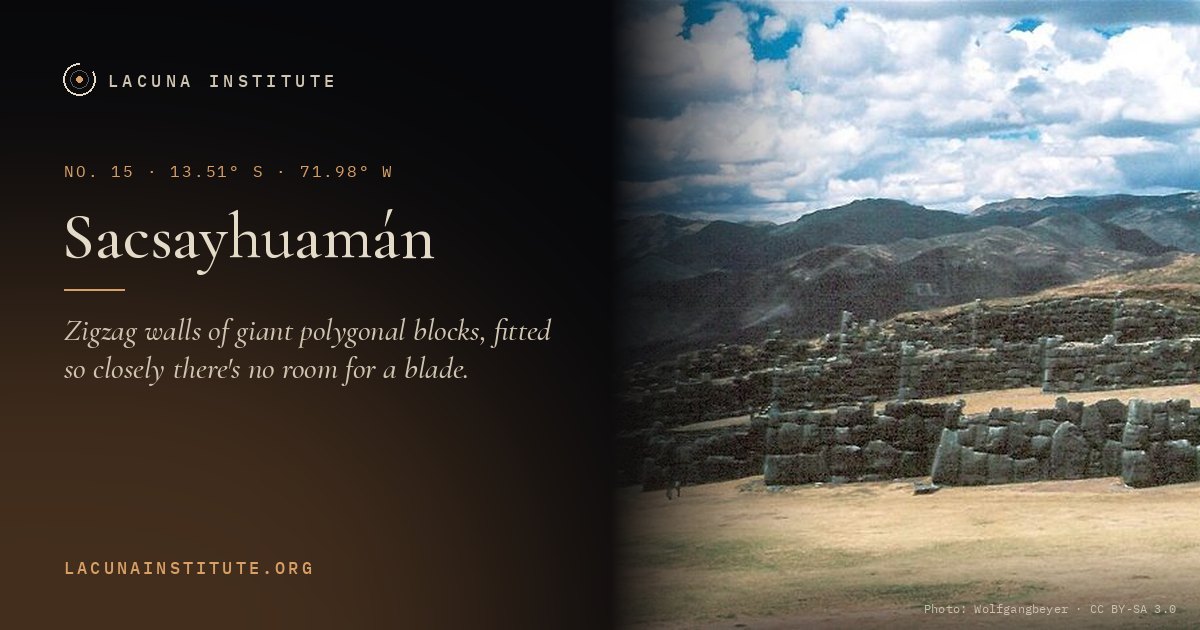 LACUNA INSTITUTE
NO. 15 · 13.51° S · 71.98° W
Sacsayhuamán
Zigzag walls of giant polygonal blocks, fitted
so closely there's no room for a blade.
LACUNAINSTITUTE.ORG
Photo: Wolfgangbeyer · CC BY-SA 3.0